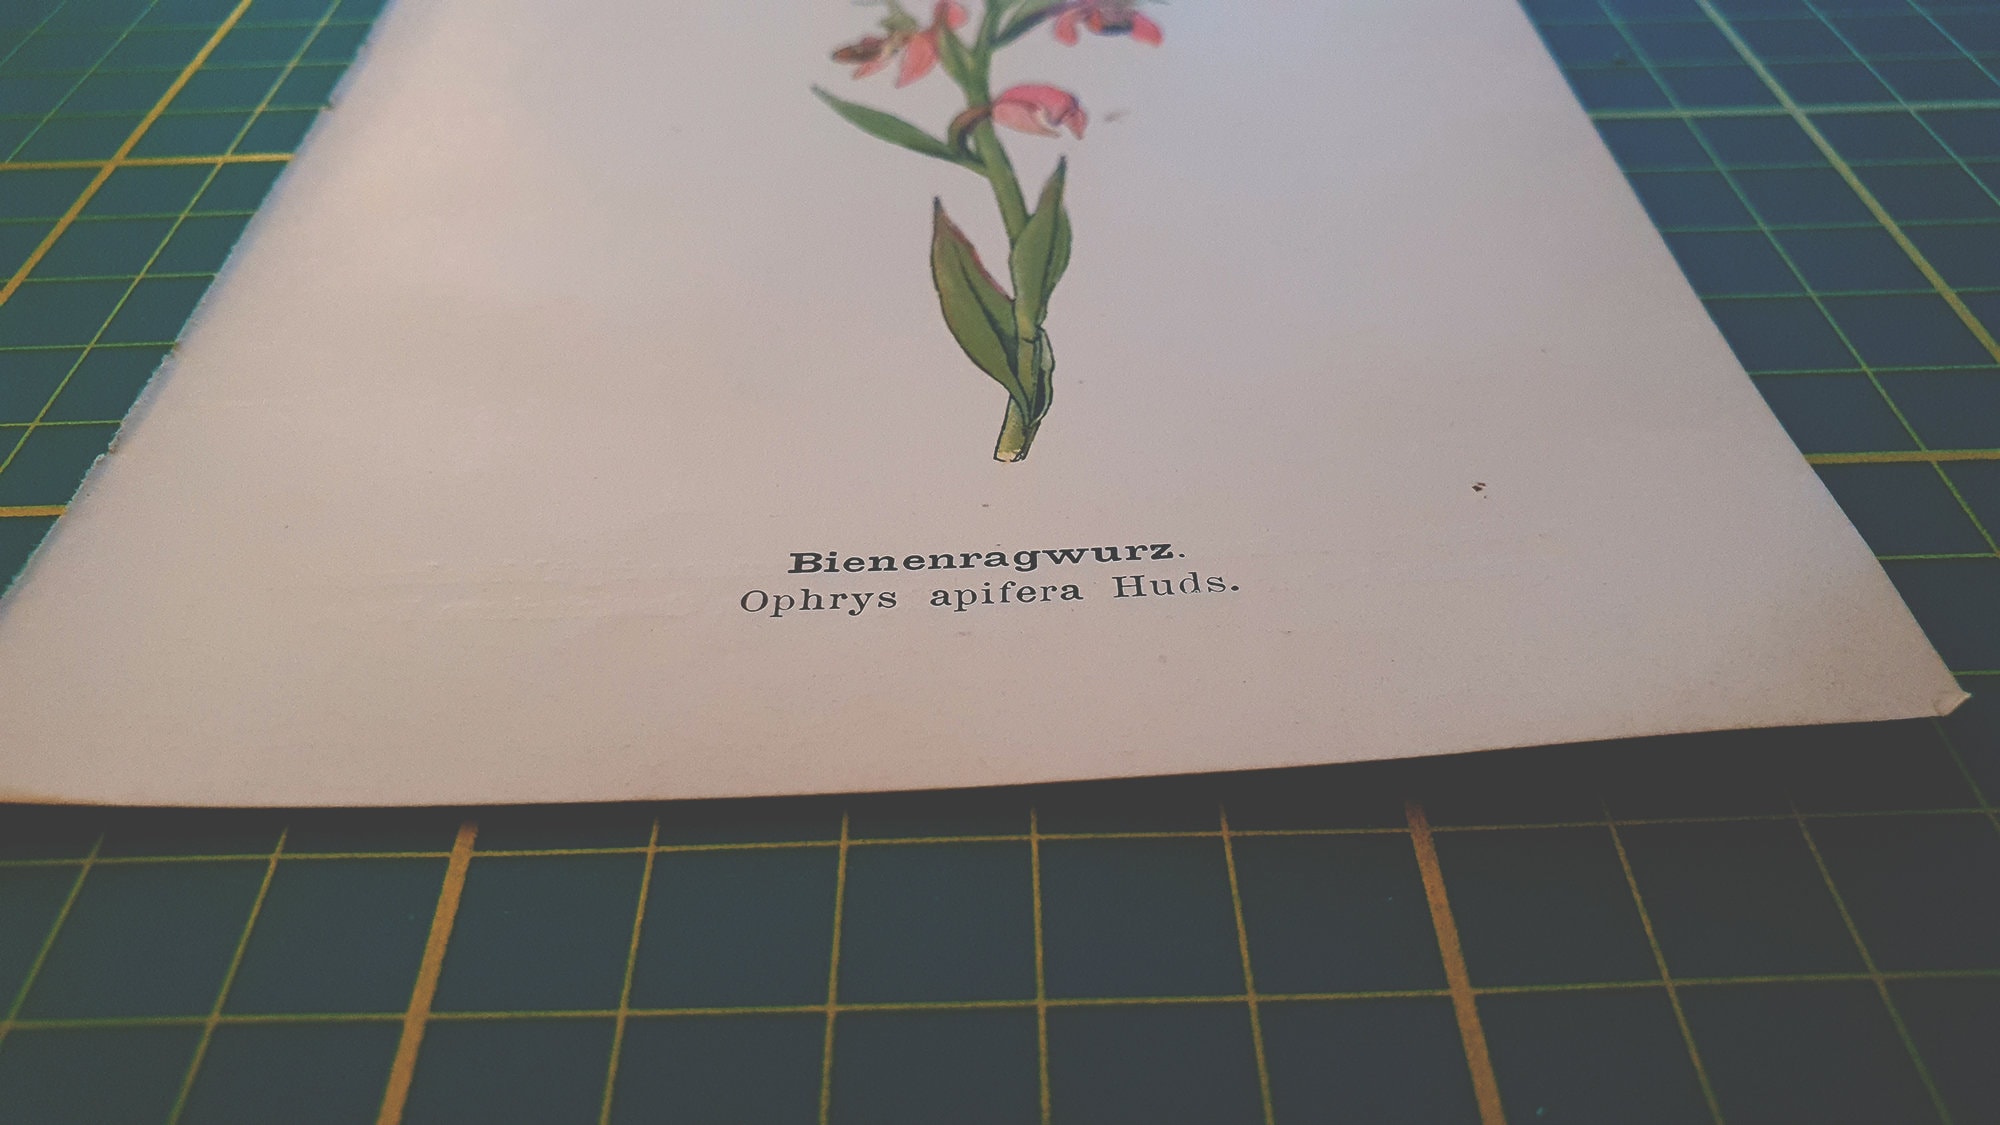 Bienenragwurz.
Ophrys apifera Huds.